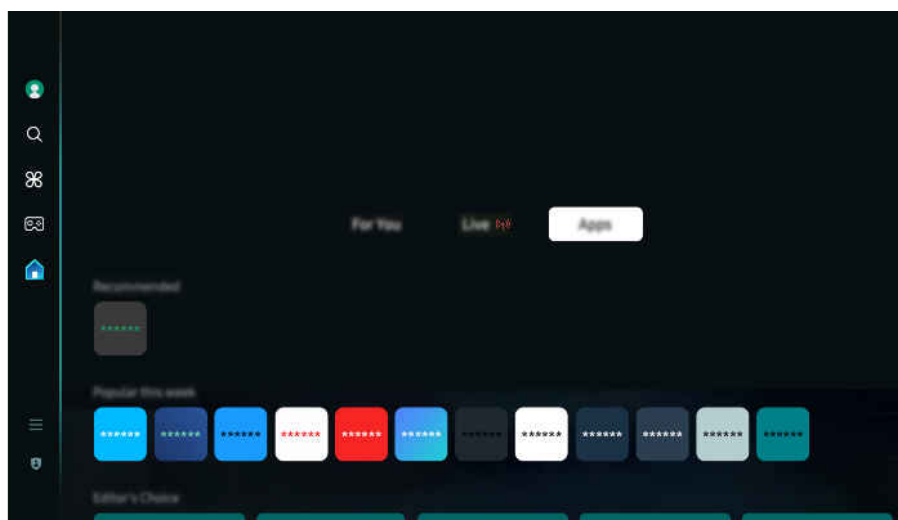 For You
Live
Apps
Recommended
******
Popular this week
****** ****** ****** ****** ****** ****** ****** ****** ****** ****** ****** ******
Editor's Choice